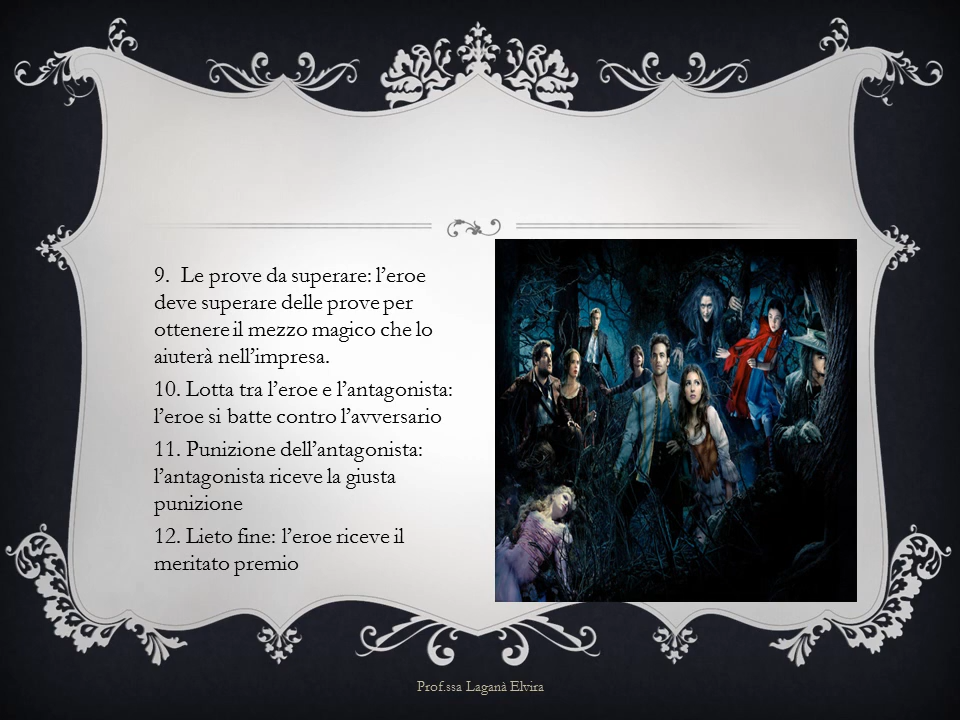 9. Le prove da superare: l’eroe
deve superare delle prove per
ottenere il mezzo magico che lo
aiuterà nell’impresa.
10. Lotta tra l’eroe e l’antagonista:
l’eroe si batte contro l’avversario
11. Punizione dell’antagonista:
l’antagonista riceve la giusta
punizione
12. Lieto fine: l’eroe riceve il
meritato premio
Prof.ssa Laganà Elvira